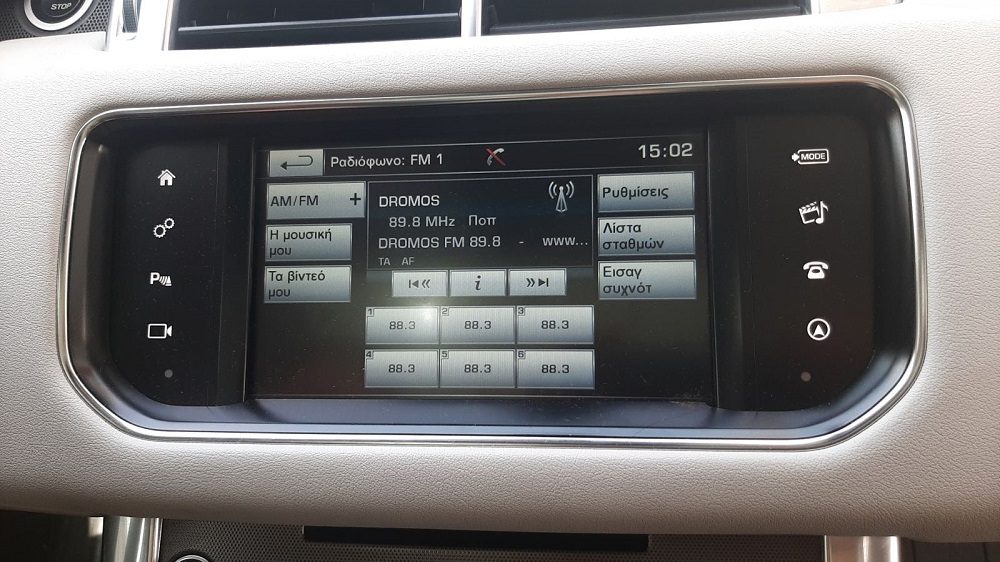 STOP
Ραδιόφωνο: FM 1
15:02
MODE
AM/FM +
DROMOS
89.8 MHz Ποπ
DROMOS FM 89.8 - www...
TA AF
Ρυθμίσεις
Η μουσική
μου
Λίστα
σταθμών
Τα βίντεό
μου
Εισαγ
συχνότ
i
P
1 88.3
2 88.3
3 88.3
4 88.3
5 88.3
6 88.3